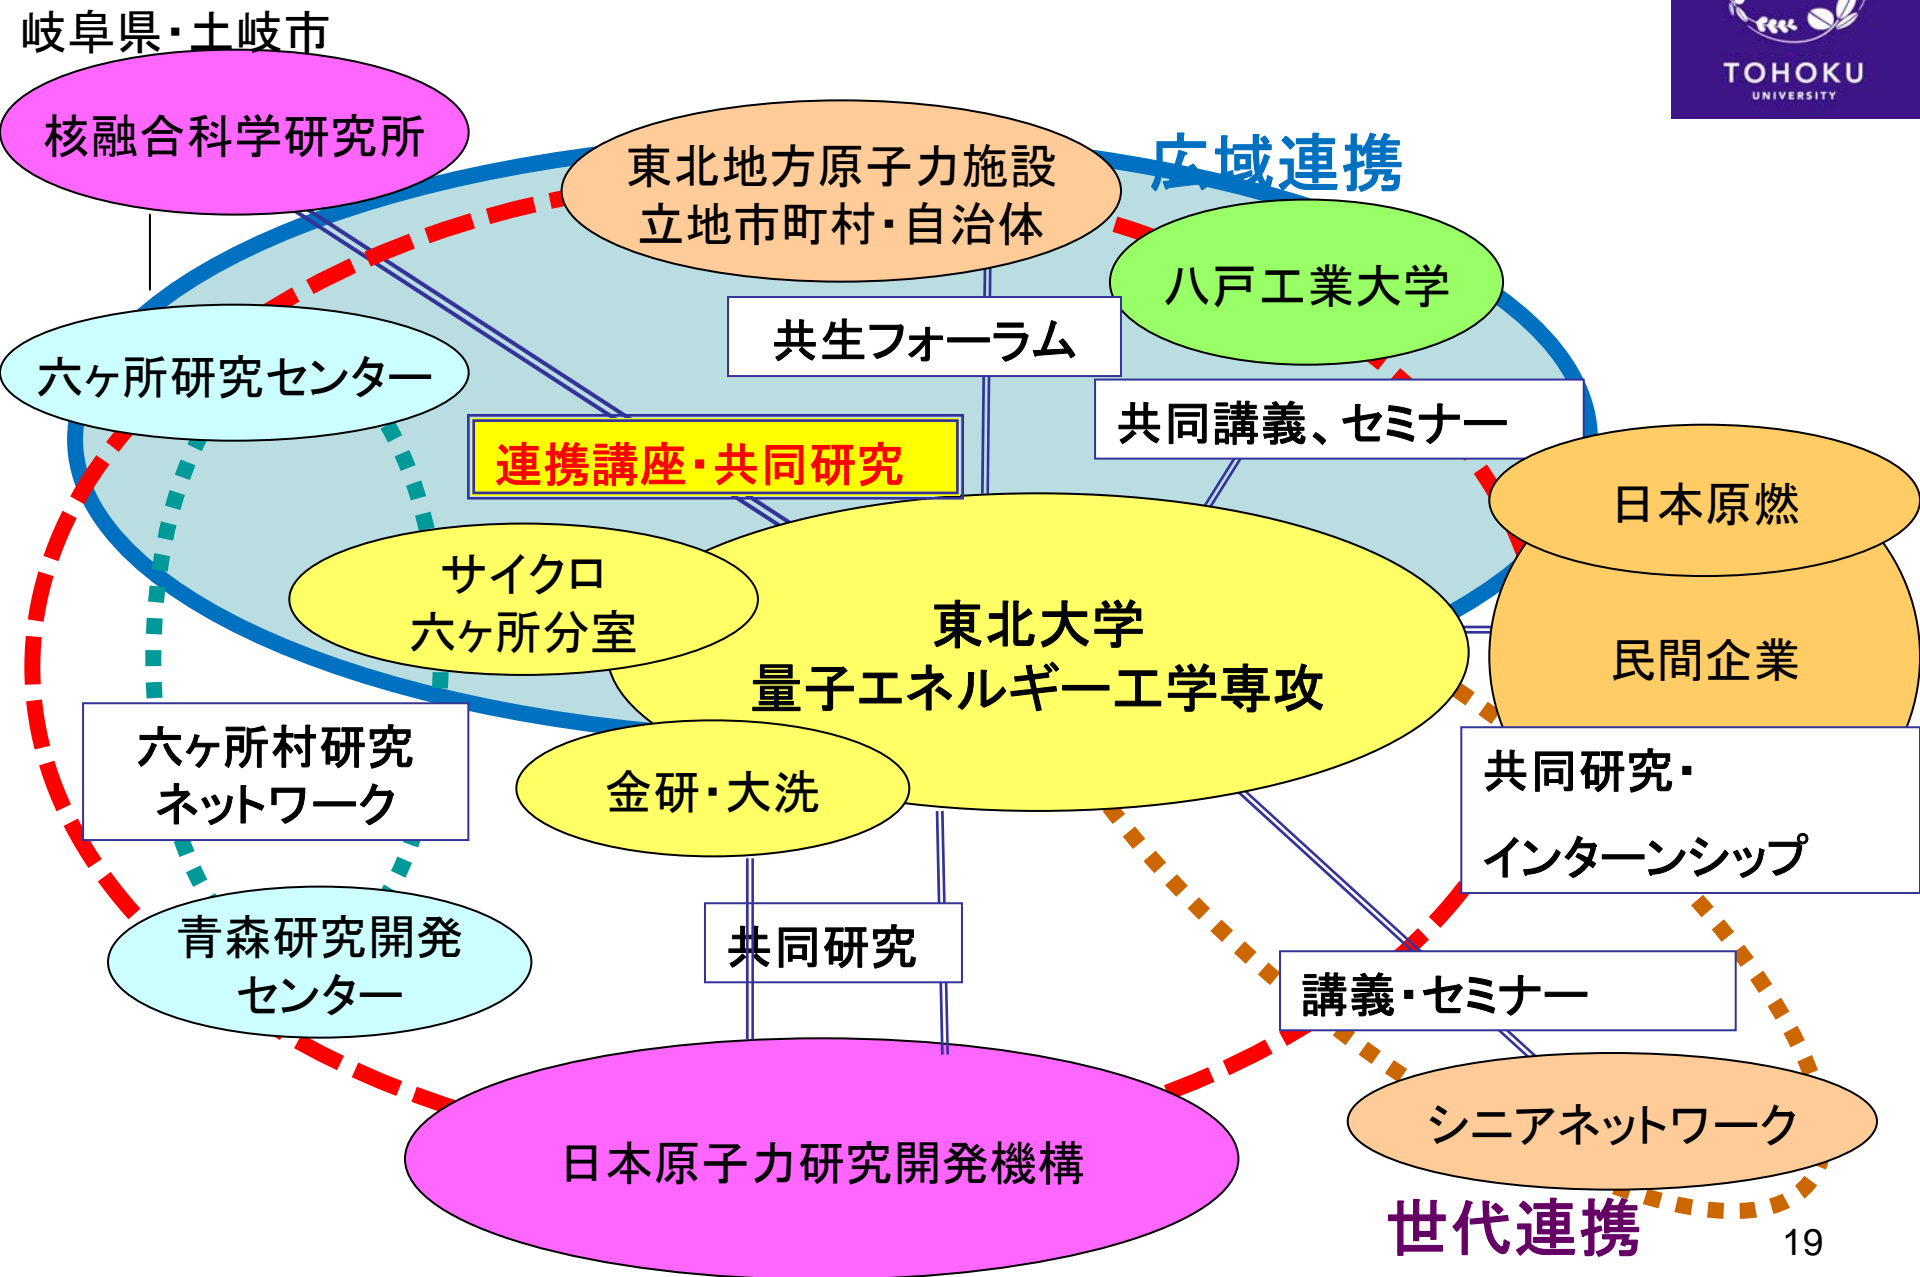 岐阜県・土岐市
TOHOKU
UNIVERSITY
核融合科学研究所
東北地方原子力施設
立地市町村・自治体
広域連携
八戸工業大学
共生フォーラム
六ヶ所研究センター
共同講義、セミナー
連携講座・共同研究
日本原燃
サイクロ
六ヶ所分室
東北大学
量子エネルギー工学専攻
民間企業
六ヶ所村研究
ネットワーク
金研・大洗
共同研究・
インターンシップ
青森研究開発
センター
共同研究
講義・セミナー
シニアネットワーク
日本原子力研究開発機構
世代連携
19